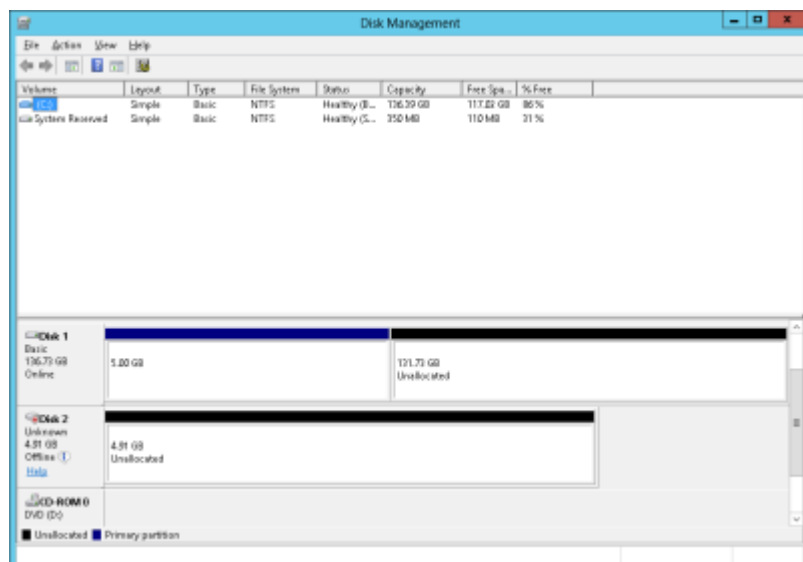 Disk Management
File Action View Help
Volume Layout Type File System Status Capacity Free Spa... % Free
(C:) Simple Basic NTFS Healthy (B... 136.39 GB 117.02 GB 86 %
System Reserved Simple Basic NTFS Healthy (S... 350 MB 110 MB 31 %
Disk 1
Basic
136.73 GB
Online
5.00 GB
131.73 GB
Unallocated
Disk 2
Unknown
4.91 GB
Offline
Help
4.91 GB
Unallocated
CD-ROM 0
DVD (D:)
Unallocated Primary partition